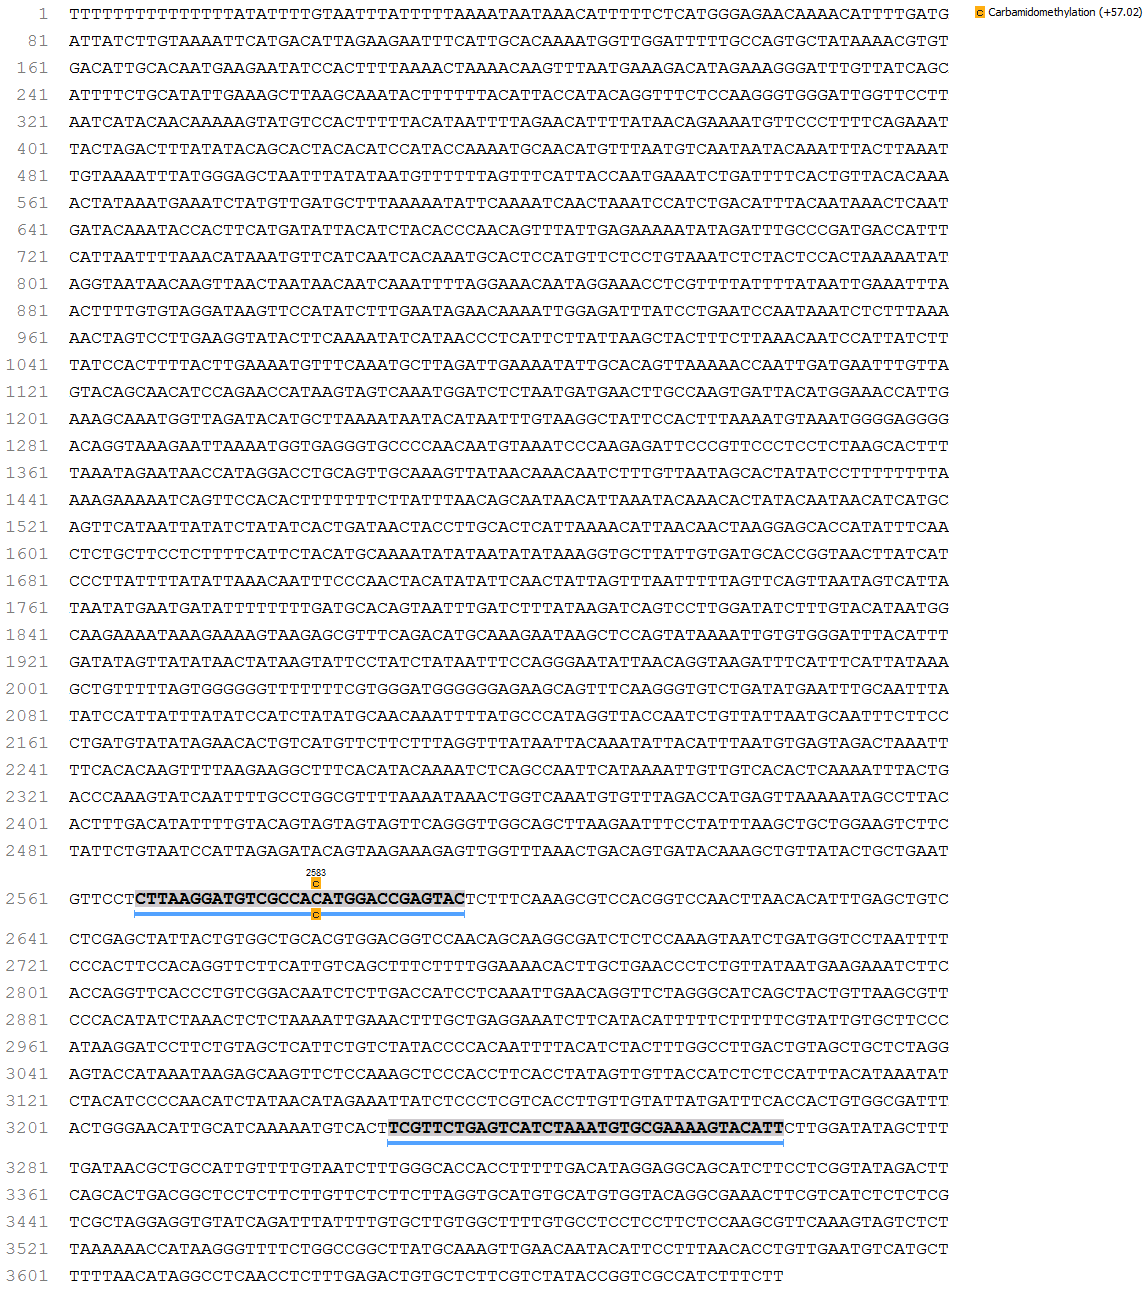 1 TTTTTTTTTTTTTTTATATTTTGTAATTTATTTTTAAAATAATAAACATTTTTCTCATGGGAGAACAAAACATTTTGATG
C Carbamidomethylation (+57.02)
81 ATTATCTTGTAAAATTCATGACATTAGAAGAATTTCATTGCACAAAATGGTTGGATTTTTGCCAGTGCTATAAAACGTGT
161 GACATTGCACAATGAAGAATATCCACTTTTAAAACTAAAACAAGTTTAATGAAAGACATAGAAAGGGATTTGTTATCAGC
241 ATTTTCTGCATATTGAAAGCTTAAGCAAATACTTTTTTACATTACCATACAGGTTTCTCCAAGGGTGGGATTGGTTCCTT
321 AATCATACAACAAAAAGTATGTCCACTTTTTACATAATTTTAGAACATTTTATAACAGAAAATGTTCCCTTTTCAGAAAT
401 TACTAGACTTTATATACAGCACTACACATCCATACCAAAATGCAACATGTTTAATGTCAATAATACAAATTTACTTAAAT
481 TGTAAAATTTATGGGAGCTAATTTATATAATGTTTTTTAGTTTCATTACCAATGAAATCTGATTTTCACTGTTACACAAA
561 ACTATAAATGAAATCTATGTTGATGCTTTAAAAATATTCAAAATCAACTAAATCCATCTGACATTTACAATAAACTCAAT
641 GATACAAATACCACTTCATGATATTACATCTACACCCAACAGTTTATTGAGAAAAATATAGATTTGCCCGATGACCATTT
721 CATTAATTTTAAACATAAATGTTCATCAATCACAAATGCACTCCATGTTCTCCTGTAAATCTCTACTCCACTAAAAATAT
801 AGGTAATAACAAGTTAACTAATAACAATCAAATTTTAGGAAACAATAGGAAACCTCGTTTTATTTTATAATTGAAATTTA
881 ACTTTTGTGTAGGATAAGTTCCATATCTTTGAATAGAACAAAATTGGAGATTTATCCTGAATCCAATAAATCTCTTTAAA
961 AACTAGTCCTTGAAGGTATACTTCAAAATATCATAACCCTCATTCTTATTAAGCTACTTTCTTAAACAATCCATTATCTT
1041 TATCCACTTTTACTTGAAAATGTTTCAAATGCTTAGATTGAAAATATTGCACAGTTAAAAACCAATTGATGAATTTGTTA
1121 GTACAGCAACATCCAGAACCATAAGTAGTCAAATGGATCTCTAATGATGAACTTGCCAAGTGATTACATGGAAACCATTG
1201 AAAGCAAATGGTTAGATACATGCTTAAAATAATACATAATTTGTAAGGCTATTCCACTTTAAAATGTAAATGGGGAGGGG
1281 ACAGGTAAAGAATTAAAATGGTGAGGGTGCCCCAACAATGTAAATCCCAAGAGATTCCCGTTCCCTCCTCTAAGCACTTT
1361 TAAATAGAATAACCATAGGACCTGCAGTTGCAAAGTTATAACAAACAATCTTTGTTAATAGCACTATATCCTTTTTTTTA
1441 AAAGAAAAATCAGTTCCACACTTTTTTTCTTATTTAACAGCAATAACATTAAATACAAACACTATACAATAACATCATGC
1521 AGTTCATAATTATATCTATATCACTGATAACTACCTTGCACTCATTAAAACATTAACAACTAAGGAGCACCATATTTCAA
1601 CTCTGCTTCCTCTTTTCATTCTACATGCAAAATATATAATATATAAAGGTGCTTATTGTGATGCACCGGTAACTTATCAT
1681 CCCTTATTTTATATTAAACAATTTCCCAACTACATATATTCAACTATTAGTTTAATTTTTAGTTCAGTTAATAGTCATTA
1761 TAATATGAATGATATTTTTTTTGATGCACAGTAATTTGATCTTTATAAGATCAGTCCTTGGATATCTTTGTACATAATGG
1841 CAAGAAAATAAAGAAAAGTAAGAGCGTTTCAGACATGCAAAGAATAAGCTCCAGTATAAAATTGTGTGGGATTTACATTT
1921 GATATAGTTATATAACTATAAGTATTCCTATCTATAATTTCCAGGGAATATTAACAGGTAAGATTTCATTTCATTATAAA
2001 GCTGTTTTTAGTGGGGGGTTTTTTTCGTGGGATGGGGGGAGAAGCAGTTTCAAGGGTGTCTGATATGAATTTGCAATTTA
2081 TATCCATTATTTATATCCATCTATATGCAACAAATTTTATGCCCATAGGTTACCAATCTGTTATTAATGCAATTTCTTCC
2161 CTGATGTATATAGAACACTGTCATGTTCTTCTTTAGGTTTATAATTACAAATATTACATTTAATGTGAGTAGACTAAATT
2241 TTCACACAAGTTTTAAGAAGGCTTTCACATACAAAATCTCAGCCAATTCATAAAATTGTTGTCACACTCAAAATTTACTG
2321 ACCCAAAGTATCAATTTTGCCTGGCGTTTTAAAATAAACTGGTCAAATGTGTTTAGACCATGAGTTAAAAATAGCCTTAC
2401 ACTTTGACATATTTTGTACAGTAGTAGTAGTTCAGGGTTGGCAGCTTAAGAATTTCCTATTTAAGCTGCTGGAAGTCTTC
2481 TATTCTGTAATCCATTAGAGATACAGTAAGAAAGAGTTGGTTTAAACTGACAGTGATACAAAGCTGTTATACTGCTGAAT
2583
C
2561 GTTCCTCTTAAGGATGTCGCCACATGGACCGAGTACTCTTTCAAAGCGTCCACGGTCCAACTTAACACATTTGAGCTGTC
C
2641 CTCGAGCTATTACTGTGGCTGCACGTGGACGGTCCAACAGCAAGGCGATCTCTCCAAAGTAATCTGATGGTCCTAATTTT
2721 CCCACTTCCACAGGTTCTTCATTGTCAGCTTTCTTTTGGAAAACACTTGCTGAACCCTCTGTTATAATGAAGAAATCTTC
2801 ACCAGGTTCACCCTGTCGGACAATCTCTTGACCATCCTCAAATTGAACAGGTTCTAGGGCATCAGCTACTGTTAAGCGTT
2881 CCCACATATCTAAACTCTCTAAAATTGAAACTTTGCTGAGGAAATCTTCATACATTTTTCTTTTTCGTATTGTGCTTCCC
2961 ATAAGGATCCTTCTGTAGCTCATTCTGTCTATACCCCACAATTTTACATCTACTTTGGCCTTGACTGTAGCTGCTCTAGG
3041 AGTACCATAAATAAGAGCAAGTTCTCCAAAGCTCCCACCTTCACCTATAGTTGTTACCATCTCTCCATTTACATAAATAT
3121 CTACATCCCCAACATCTATAACATAGAAATTATCTCCCTCGTCACCTTGTTGTATTATGATTTCACCACTGTGGCGATTT
3201 ACTGGGAACATTGCATCAAAAATGTCACTTCGTTCTGAGTCATCTAAATGTGCGAAAAGTACATTCTTGGATATAGCTTT
3281 TGATAACGCTGCCATTGTTTTGTAATCTTTGGGCACCACCTTTTTGACATAGGAGGCAGCATCTTCCTCGGTATAGACTT
3361 CAGCACTGACGGCTCCTCTTCTTGTTCTCTTCTTAGGTGCATGTGCATGTGGTACAGGCGAAACTTCGTCATCTCTCTCG
3441 TCGCTAGGAGGTGTATCAGATTTATTTTGTGCTTGTGGCTTTTGTGCCTCCTCCTTCTCCAAGCGTTCAAAGTAGTCTCT
3521 TAAAAAACCATAAGGGTTTTCTGGCCGGCTTATGCAAAGTTGAACAATACATTCCTTTAACACCTGTTGAATGTCATGCT
3601 TTTTAACATAGGCCTCAACCTCTTTGAGACTGTGCTCTTCGTCTATACCGGTCGCCATCTTTCTT